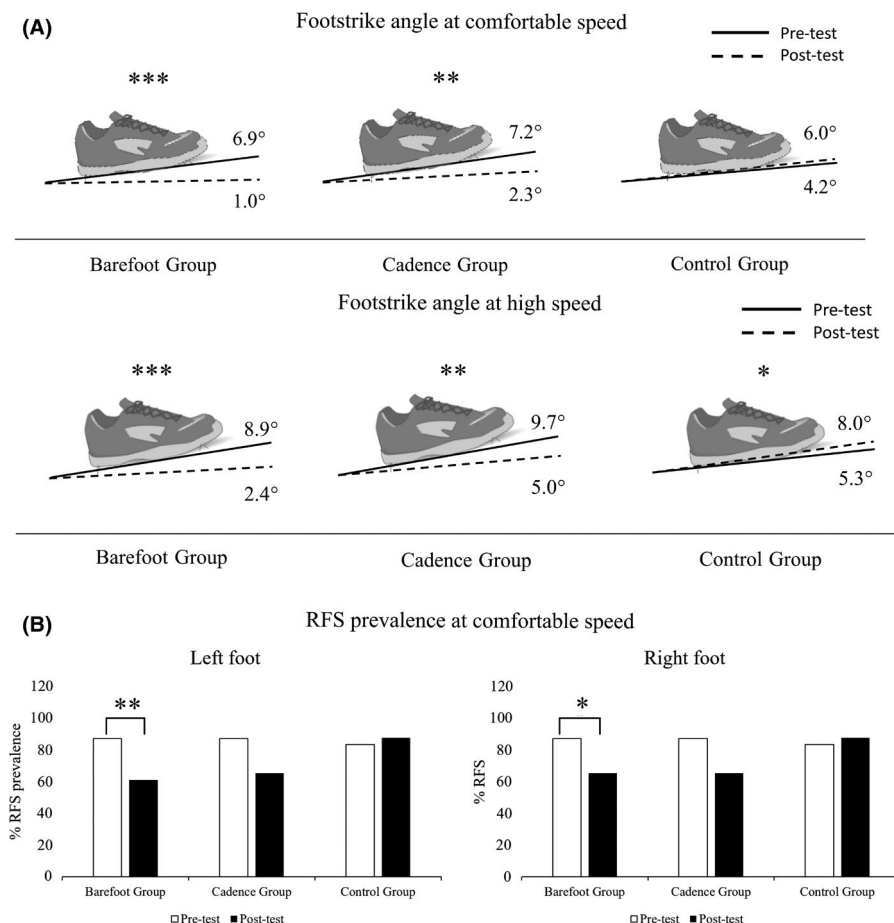 (A)
Footstrike angle at comfortable speed
Pre-test
Post-test
*** **
6.9° 7.2° 6.0°
1.0° 2.3° 4.2°
Barefoot Group Cadence Group Control Group
Footstrike angle at high speed
Pre-test
Post-test
*** ** *
8.9° 9.7° 8.0°
2.4° 5.0° 5.3°
Barefoot Group Cadence Group Control Group
(B)
RFS prevalence at comfortable speed
Left foot
% RFS prevalence
120
100
80
60
40
20
0
**
Barefoot Group Cadence Group Control Group
Pre-test Post-test
Right foot
% RFS
120
100
80
60
40
20
0
*
Barefoot Group Cadence Group Control Group
Pre-test Post-test